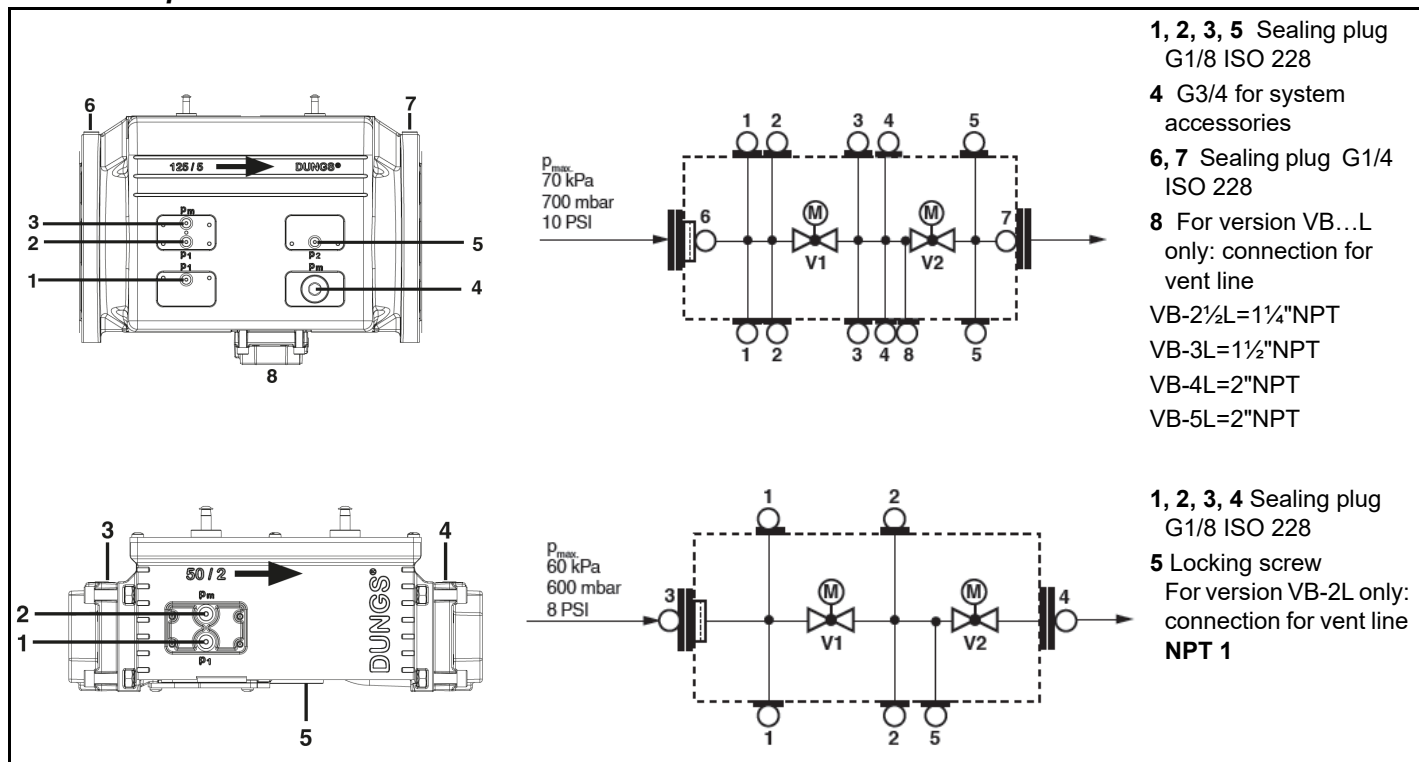 1, 2, 3, 5 Sealing plug
G1/8 ISO 228
4 G3/4 for system
accessories
6, 7 Sealing plug G1/4
ISO 228
8 For version VB…L
only: connection for
vent line
VB-2½L=1¼"NPT
VB-3L=1½"NPT
VB-4L=2"NPT
VB-5L=2"NPT
6 7
125 / 5 DUNGS®
Pm
3
2
P1 P2
5
P1 Pm
1
4
8
1 2 3 4 5
pmax.
70 kPa
700 mbar
10 PSI
6 M M 7
V1 V2
1 2 3 4 8 5
1, 2, 3, 4 Sealing plug
G1/8 ISO 228
5 Locking screw
For version VB-2L only:
connection for vent line
NPT 1
3 4
50 / 2
DUNGS®
Pm
2
1
P1
5
1 2
pmax.
60 kPa
600 mbar
8 PSI
3 M M 4
V1 V2
1 2 5